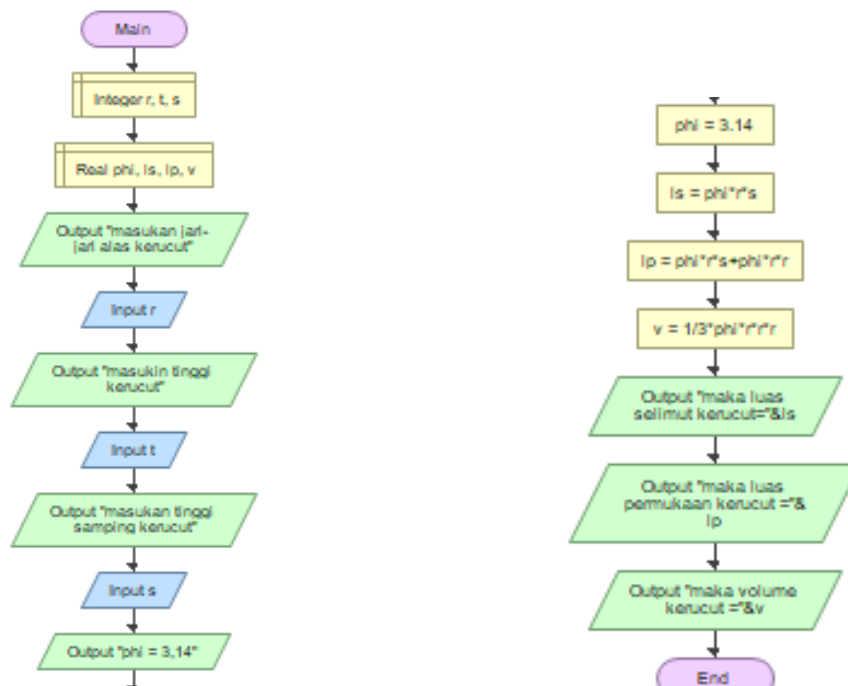 Main
Integer r, t, s
Real phi, ls, lp, v
Output "masukan jari-
jari alas kerucut"
Input r
Output "masukin tinggi
kerucut"
Input t
Output "masukan tinggi
samping kerucut"
Input s
Output "phi = 3,14"
phi = 3.14
ls = phi*r*s
lp = phi*r*s+phi*r*r
v = 1/3*phi*r*r*r
Output "maka luas
selimut kerucut="&ls
Output "maka luas
permukaan kerucut ="&
lp
Output "maka volume
kerucut ="&v
End